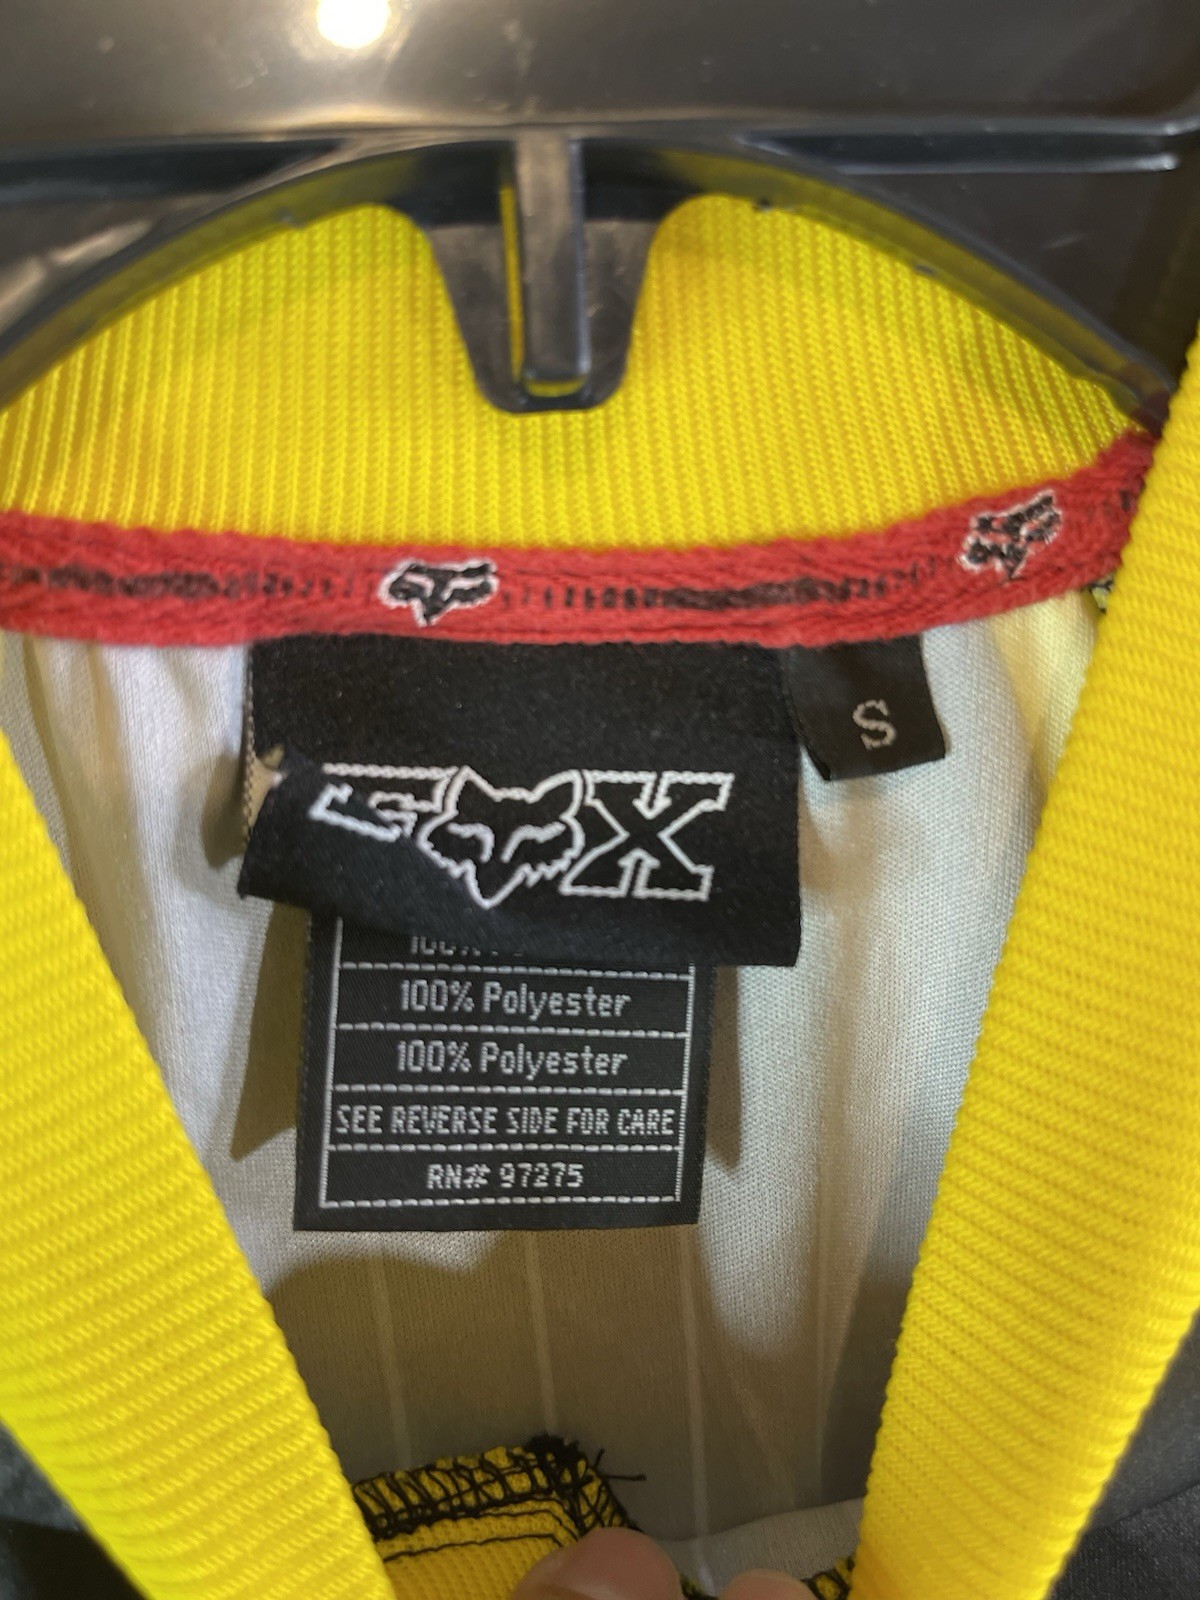 S
FOX
100% Polyester
100% Polyester
SEE REVERSE SIDE FOR CARE
RN# 97275